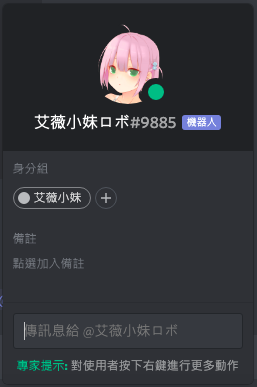 艾薇小妹ロボ#9885 機器人
身分組
艾薇小妹
備註
點選加入備註
傳訊息給 @艾薇小妹ロボ
專家提示: 對使用者按下右鍵進行更多動作